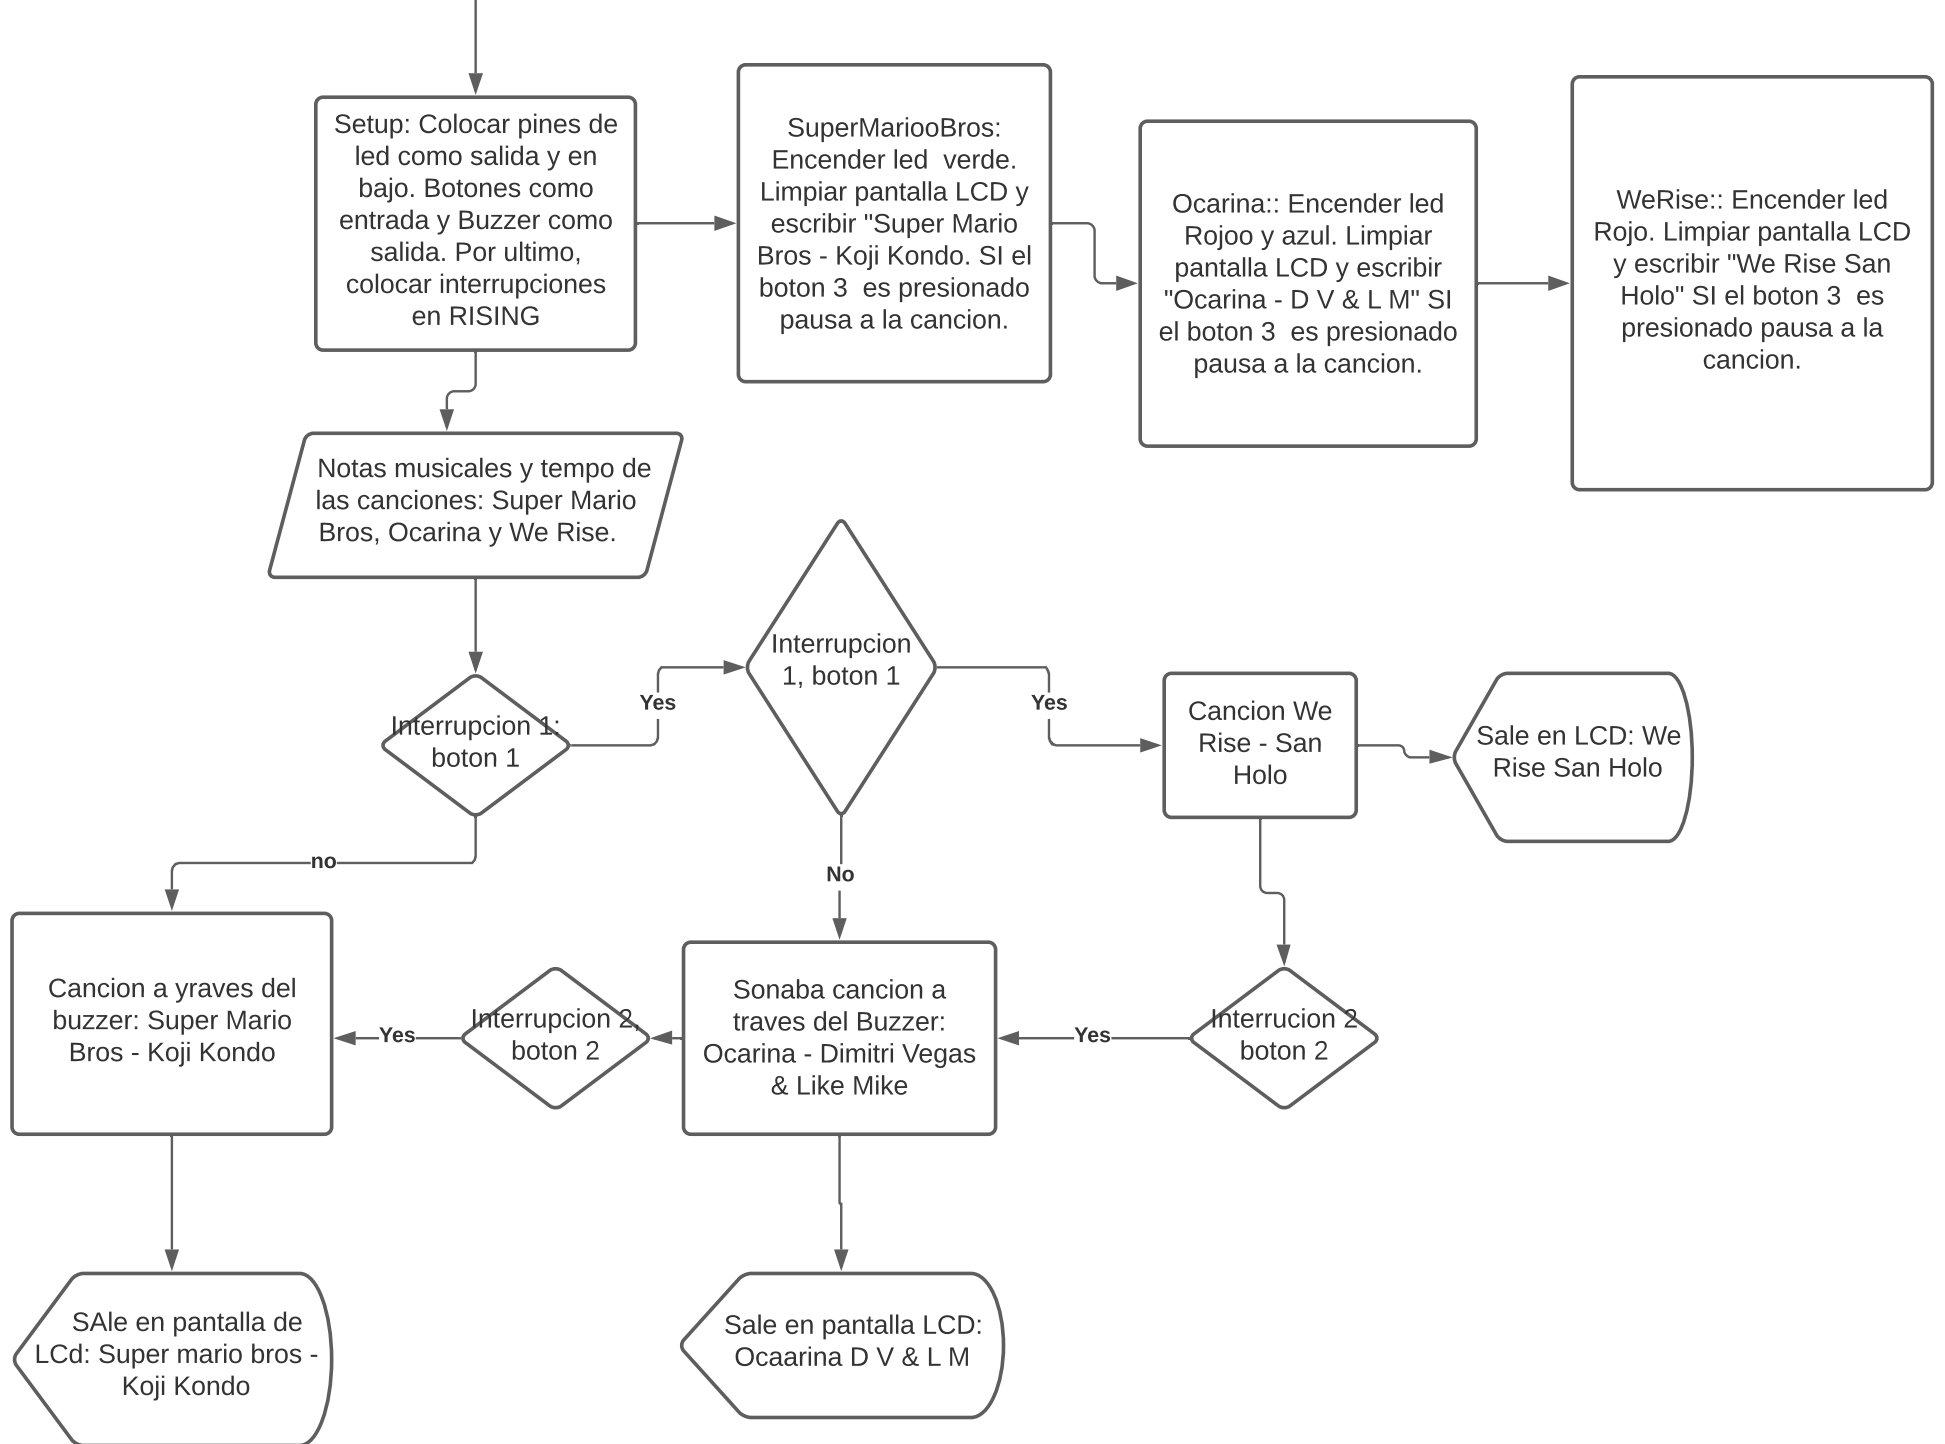 Setup: Colocar pines de
led como salida y en
bajo. Botones como
entrada y Buzzer como
salida. Por ultimo,
colocar interrupciones
en RISING
SuperMariooBros:
Encender led  verde.
Limpiar pantalla LCD y
escribir "Super Mario
Bros - Koji Kondo. SI el
boton 3  es presionado
pausa a la cancion.
Ocarina:: Encender led
Rojoo y azul. Limpiar
pantalla LCD y escribir
"Ocarina - D V & L M" SI
el boton 3  es presionado
pausa a la cancion.
WeRise:: Encender led
Rojo. Limpiar pantalla LCD
y escribir "We Rise San
Holo" SI el boton 3  es
presionado pausa a la
cancion.
Notas musicales y tempo de
las canciones: Super Mario
Bros, Ocarina y We Rise.
Interrupcion 1:
boton 1
Yes
Interrupcion
1, boton 1
Yes
Cancion We
Rise - San
Holo
Sale en LCD: We
Rise San Holo
no
No
Cancion a yraves del
buzzer: Super Mario
Bros - Koji Kondo
Yes
Interrupcion 2,
boton 2
Sonaba cancion a
traves del Buzzer:
Ocarina - Dimitri Vegas
& Like Mike
Yes
Interrucion 2
boton 2
SAle en pantalla de
LCd: Super mario bros -
Koji Kondo
Sale en pantalla LCD:
Ocaarina D V & L M